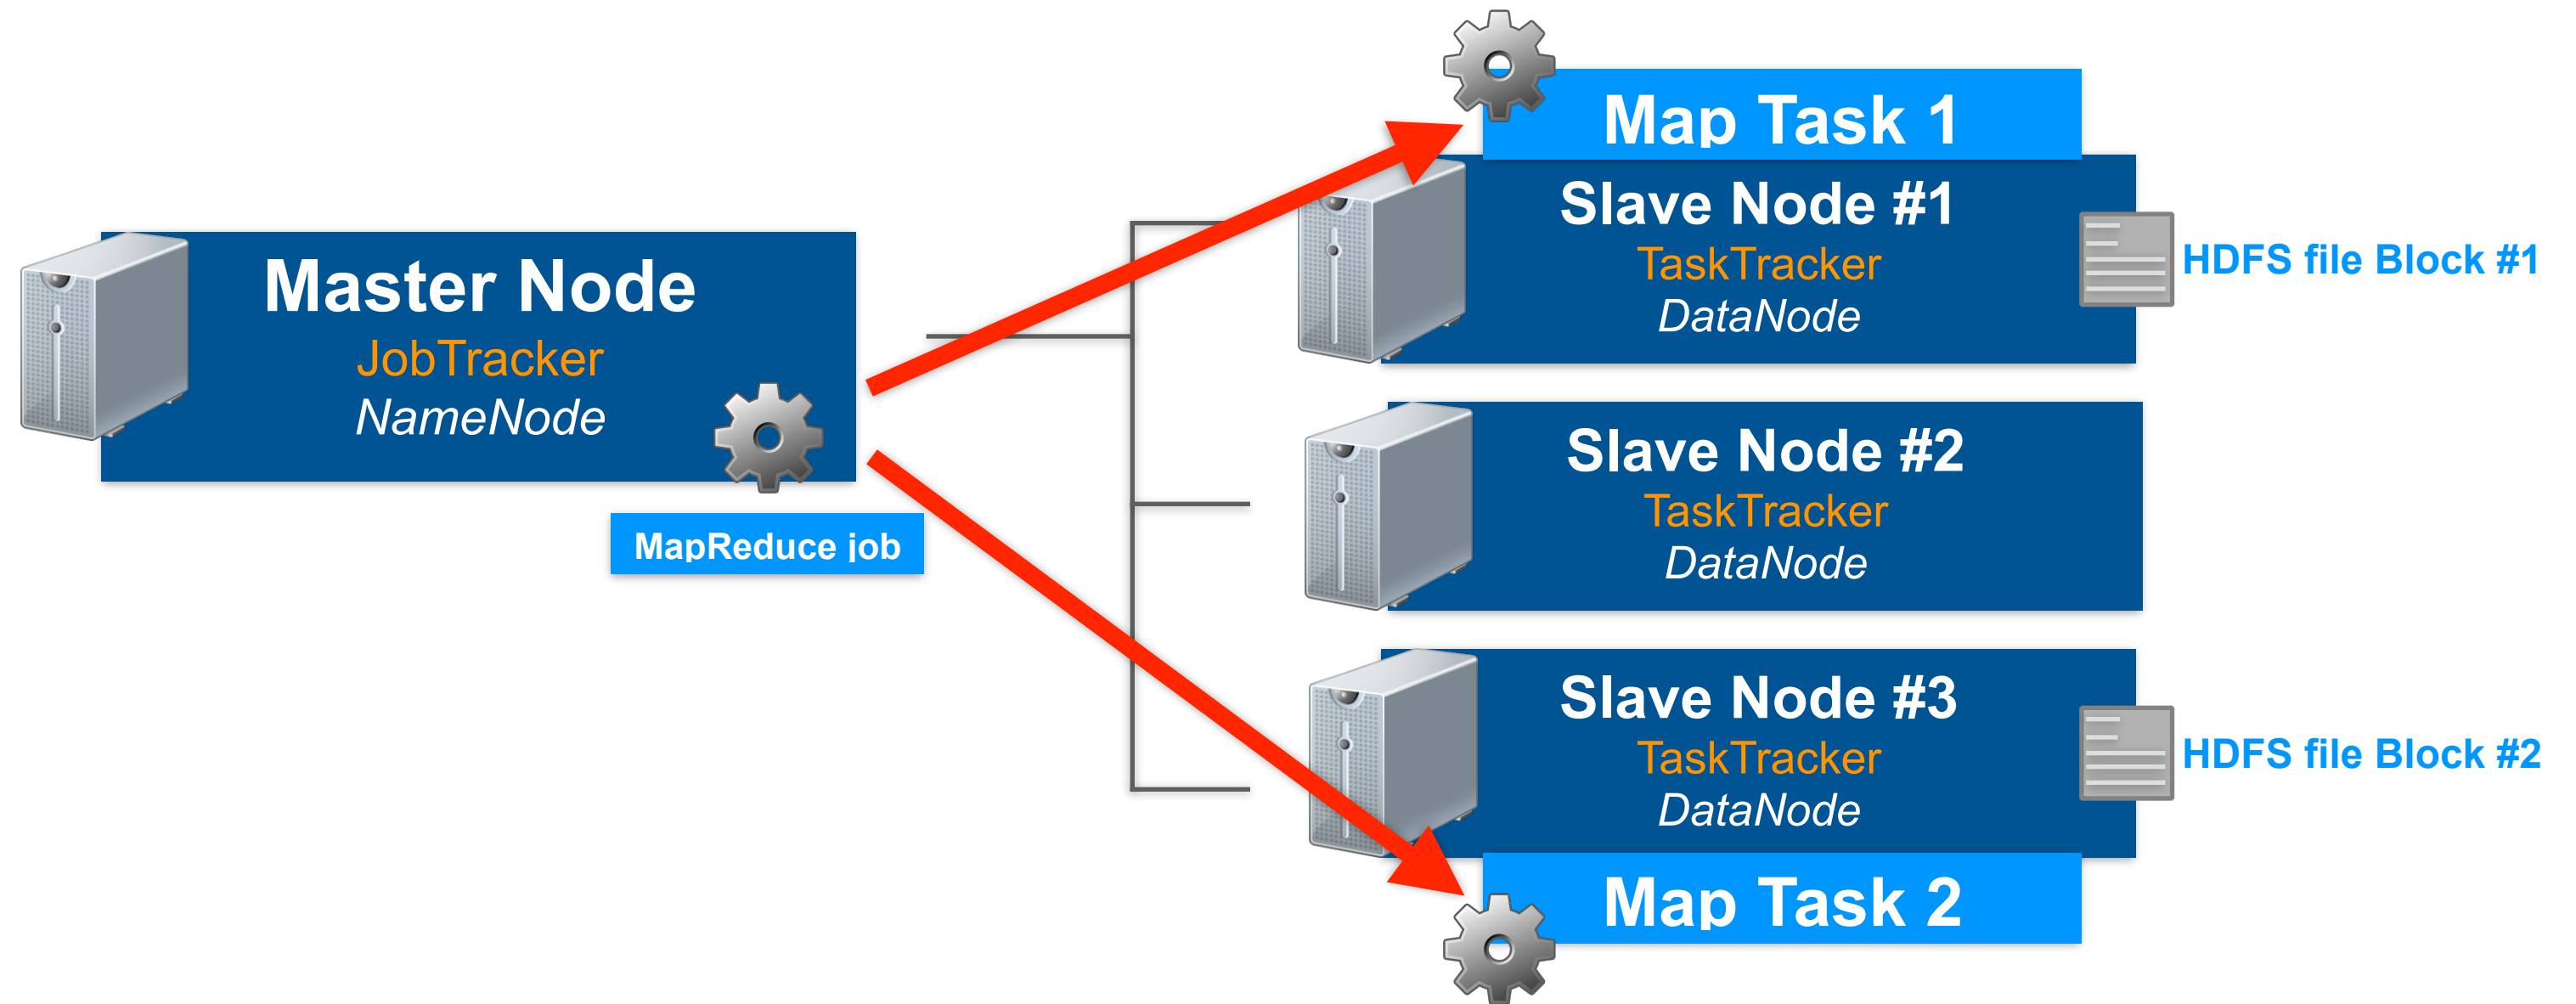 Master Node
JobTracker
NameNode
MapReduce job
Map Task 1
Slave Node #1
TaskTracker
DataNode
HDFS file Block #1
Slave Node #2
TaskTracker
DataNode
Slave Node #3
TaskTracker
DataNode
HDFS file Block #2
Map Task 2